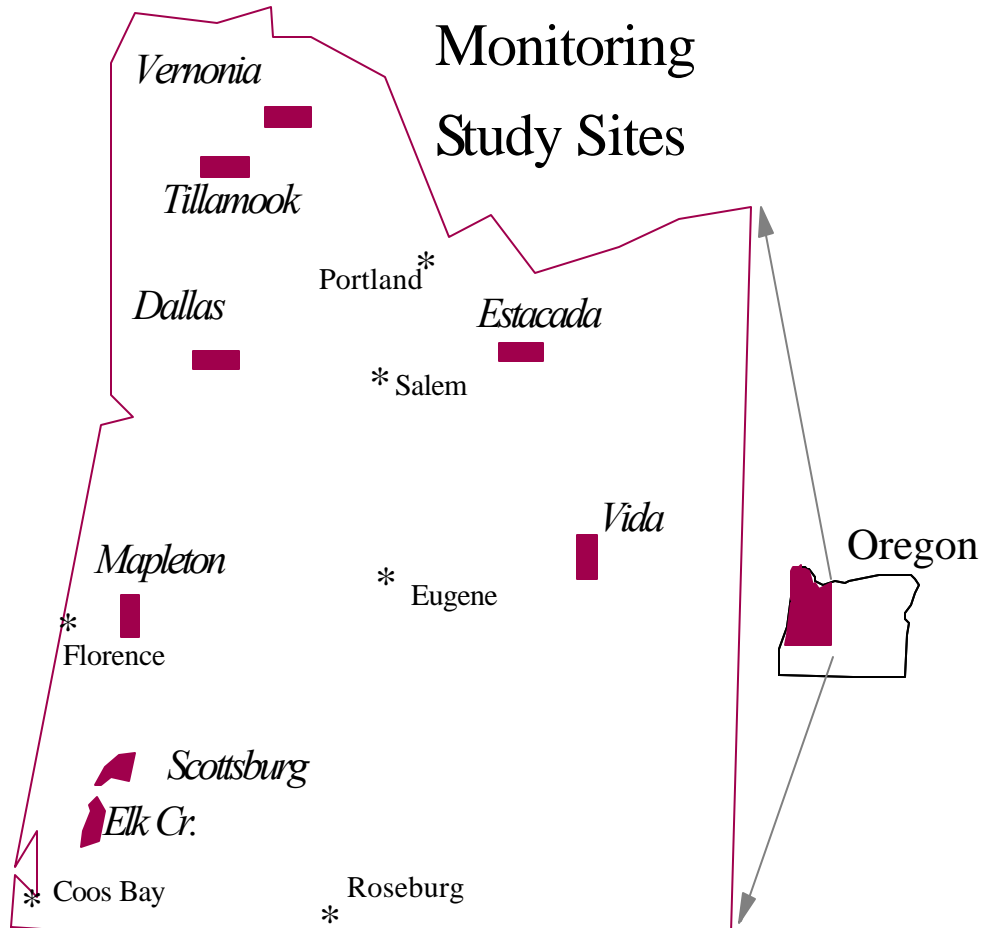 Monitoring
Study Sites
Vernonia
Tillamook
Portland
*
Dallas
Estacada
* Salem
Vida
Oregon
Mapleton
*
Eugene
*
Florence
Scottsburg
Elk Cr.
* Coos Bay
Roseburg
*